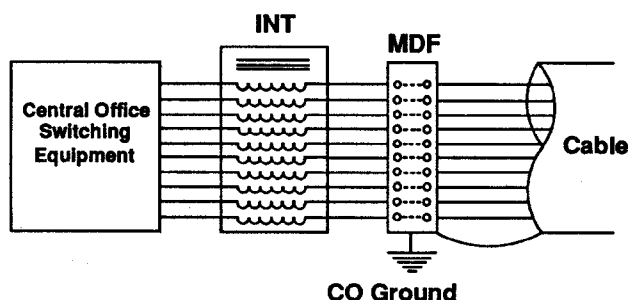 INT
MDF
Central Office
Switching
Equipment
Cable
CO Ground